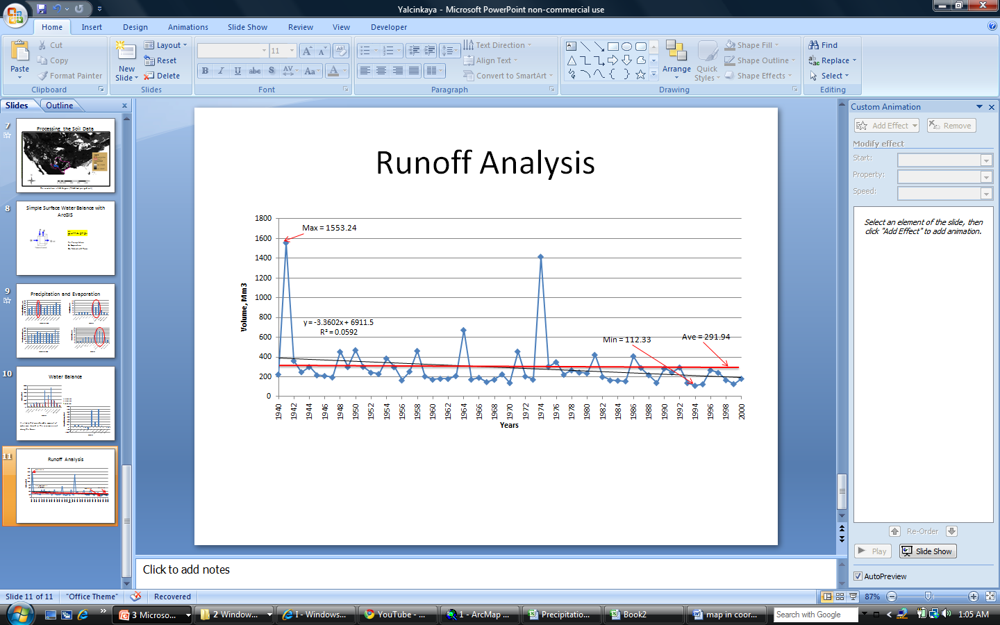 Yalcinkaya - Microsoft PowerPoint non-commercial use
Home Insert Design Animations Slide Show Review View Developer
Paste
Cut
Copy
Format Painter
Clipboard
New Slide
Layout
Reset
Delete
Slides
11
B I U abc S AV Aa A
Font
Text Direction
Align Text
Convert to SmartArt
Paragraph
Arrange
Quick Styles
Shape Fill
Shape Outline
Shape Effects
Drawing
Find
Replace
Select
Editing
Slides Outline x
7
Processing the Soil Data
8
Simple Surface Water Balance with
ArcGIS
9
Precipitation and Evaporation
10
Water Balance
11
Runoff Analysis
Runoff Analysis
1800
1600
1400
1200
1000
800
600
400
200
0
Volume, Mm3
Max = 1553.24
y = -3.3602x + 6911.5
R² = 0.0592
Min = 112.33
Ave = 291.94
1940 1942 1944 1946 1948 1950 1952 1954 1956 1958 1960 1962 1964 1966 1968 1970 1972 1974 1976 1978 1980 1982 1984 1986 1988 1990 1992 1994 1996 1998 2000
Years
Click to add notes
Custom Animation
Add Effect Remove
Modify effect
Start:
Property:
Speed:
Select an element of the slide, then
click "Add Effect" to add animation.
Re-Order
Play Slide Show
AutoPreview
Slide 11 of 11 "Office Theme" Recovered 87%
3 Microso... 2 Window... I - Windows... YouTube - ... 1 - ArcMap ... Precipitatio... Book2 map in coor... Search with Google 1:05 AM